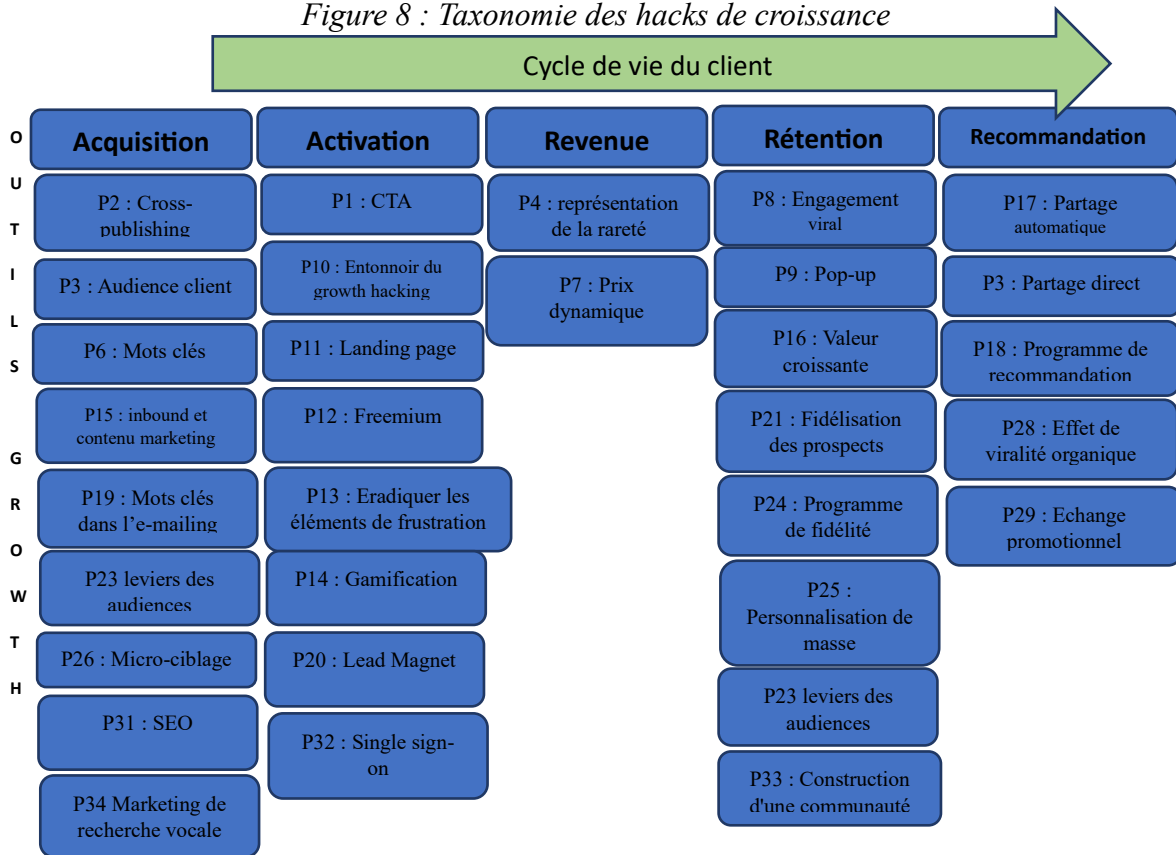 Figure 8 : Taxonomie des hacks de croissance
Cycle de vie du client
OUTILS GROWTH
Acquisition
P2 : Cross-
publishing
P3 : Audience client
P6 : Mots clés
P15 : inbound et
contenu marketing
P19 : Mots clés
dans l’e-mailing
P23 leviers des
audiences
P26 : Micro-ciblage
P31 : SEO
P34 Marketing de
recherche vocale
Activation
P1 : CTA
P10 : Entonnoir du
growth hacking
P11 : Landing page
P12 : Freemium
P13 : Eradiquer les
éléments de frustration
P14 : Gamification
P20 : Lead Magnet
P32 : Single sign-
on
Revenue
P4 : représentation
de la rareté
P7 : Prix
dynamique
Rétention
P8 : Engagement
viral
P9 : Pop-up
P16 : Valeur
croissante
P21 : Fidélisation
des prospects
P24 : Programme
de fidélité
P25 :
Personnalisation de
masse
P23 leviers des
audiences
P33 : Construction
d'une communauté
Recommandation
P17 : Partage
automatique
P3 : Partage direct
P18 : Programme de
recommandation
P28 : Effet de
viralité organique
P29 : Echange
promotionnel